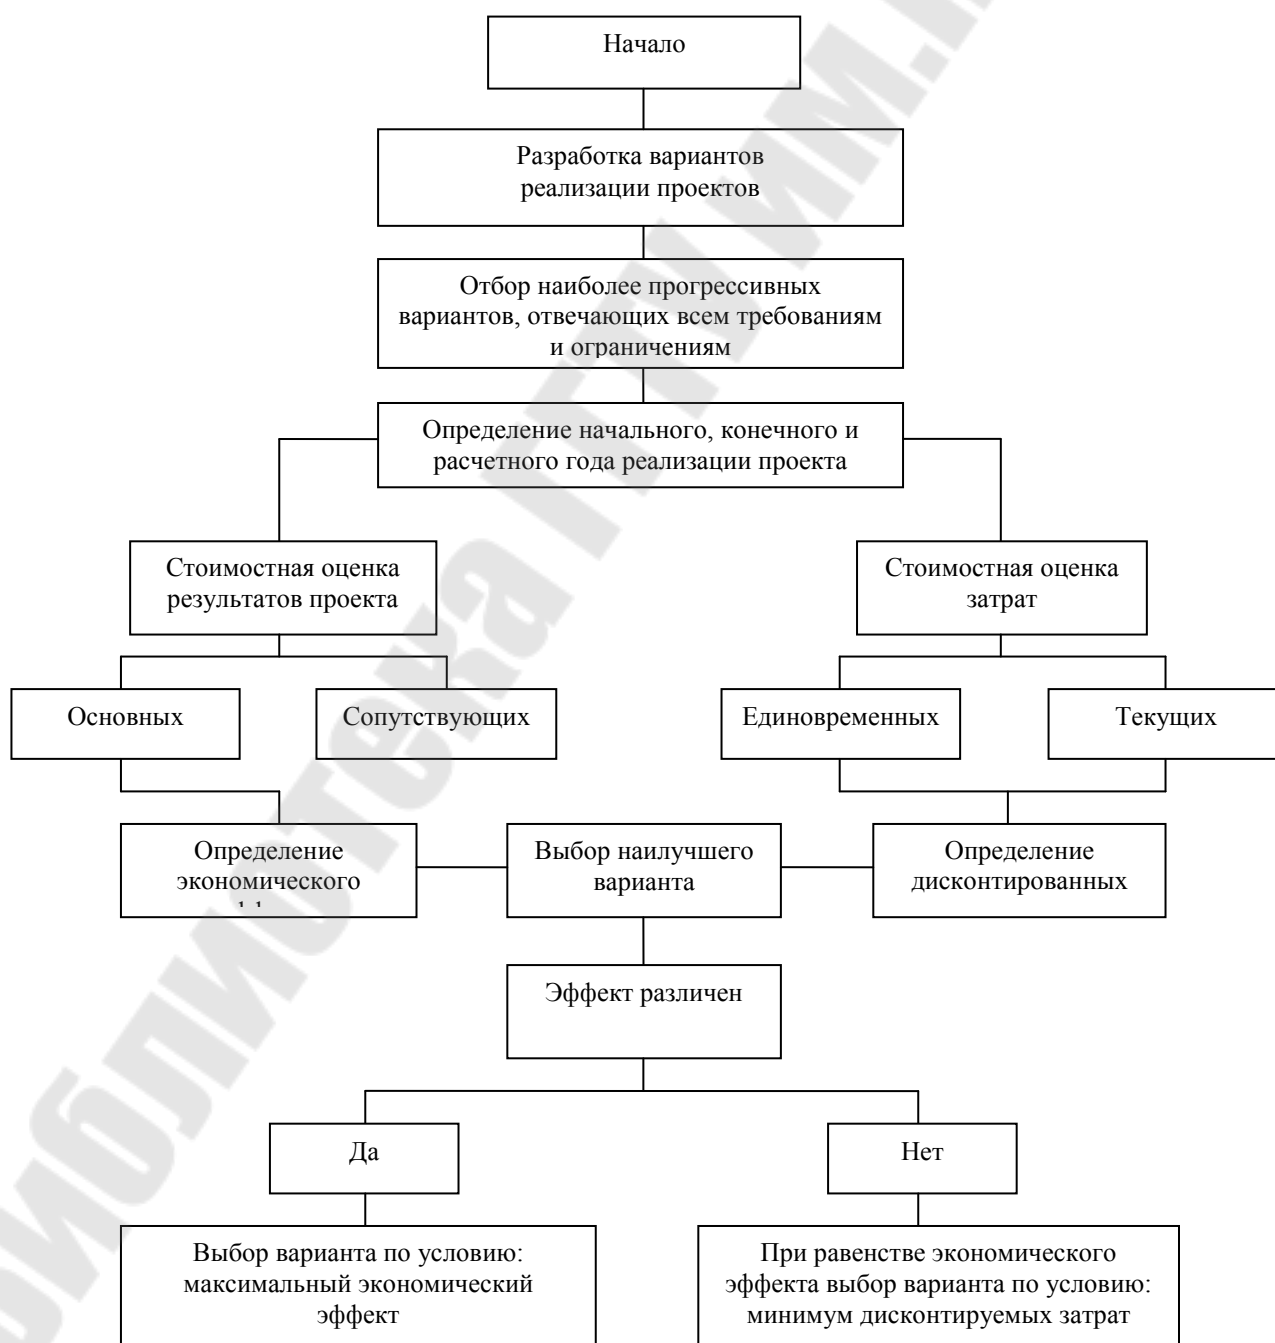 Начало
Разработка вариантов
реализации проектов
Отбор наиболее прогрессивных
вариантов, отвечающих всем требованиям
и ограничениям
Определение начального, конечного и
расчетного года реализации проекта
Стоимостная оценка
результатов проекта
Стоимостная оценка
затрат
Основных
Сопутствующих
Единовременных
Текущих
Определение
экономического
Выбор наилучшего
варианта
Определение
дисконтированных
Эффект различен
Да
Нет
Выбор варианта по условию:
максимальный экономический
эффект
При равенстве экономического
эффекта выбор варианта по условию:
минимум дисконтируемых затрат
Библиотека ГГТУ им.